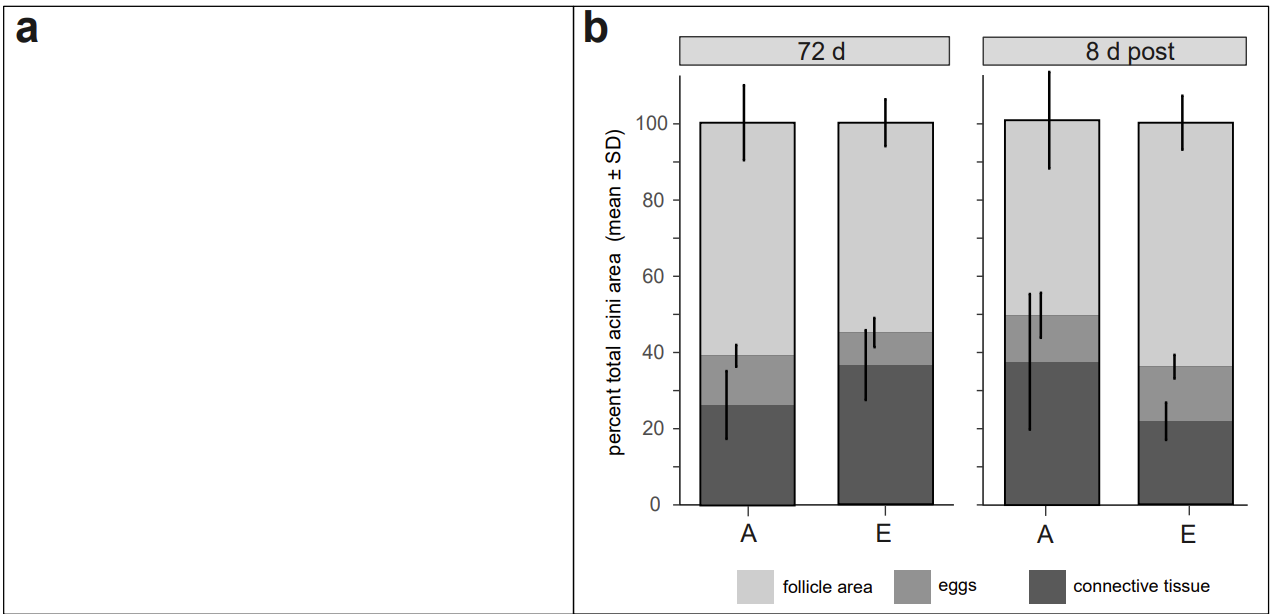 a
b
72 d
8 d post
percent total acini area (mean ± SD)
100
80
60
40
20
0
A
E
A
E
follicle area
eggs
connective tissue